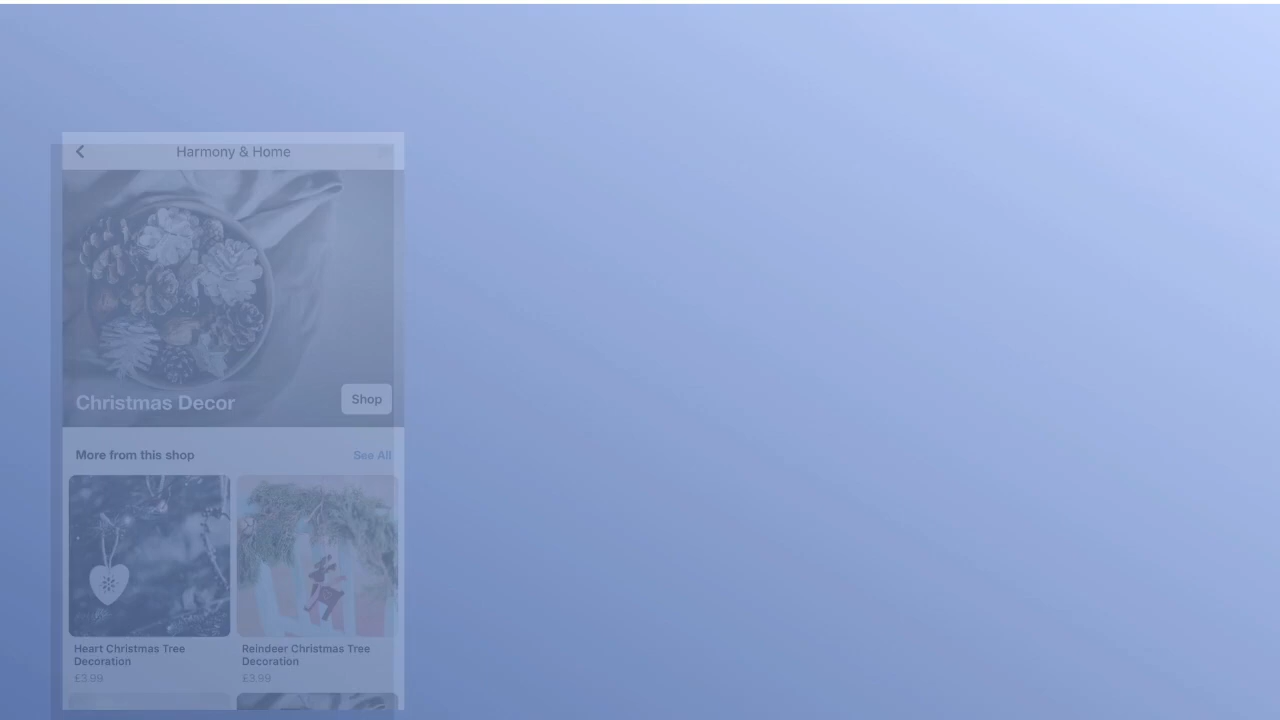 Harmony & Home
Christmas Decor
Shop
More from this shop
See All
Heart Christmas Tree
Decoration
£3.99
Reindeer Christmas Tree
Decoration
£3.99